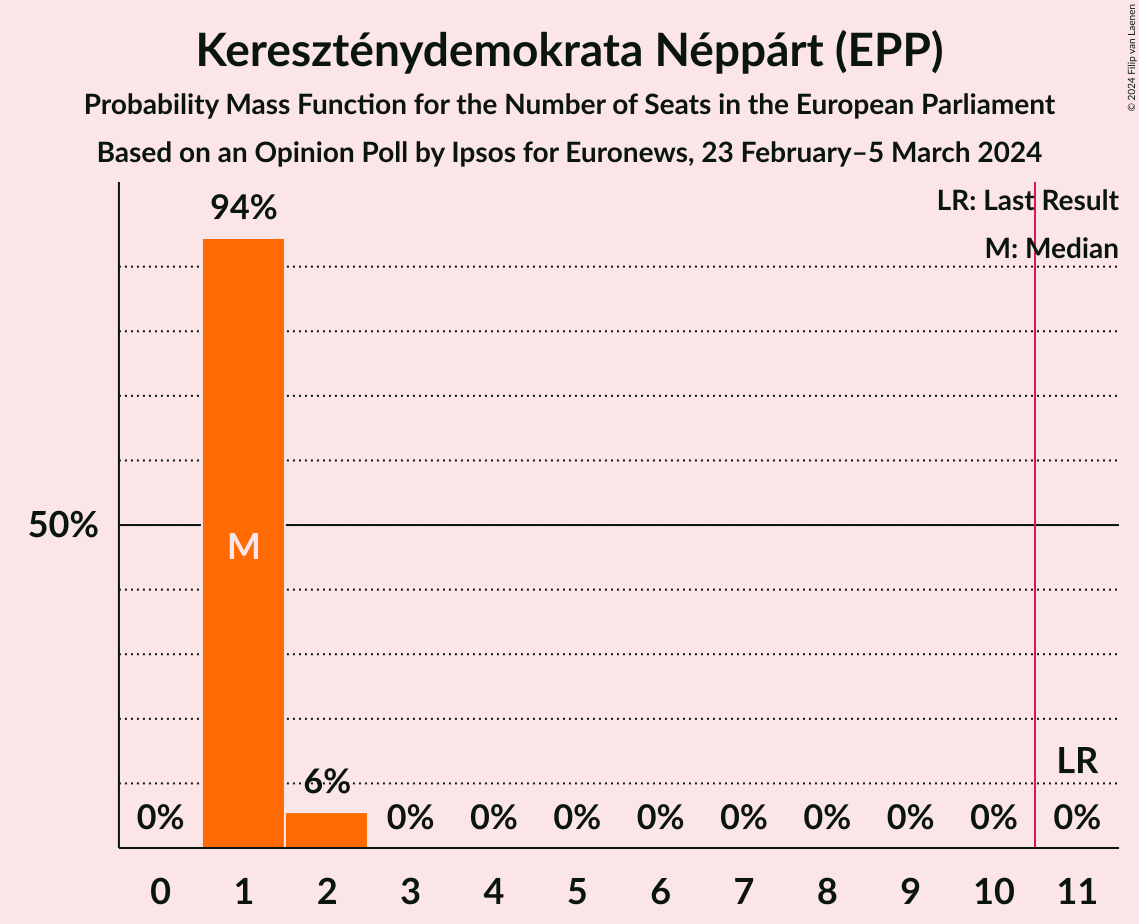 Kereszténydemokrata Néppárt (EPP)
Probability Mass Function for the Number of Seats in the European Parliament
Based on an Opinion Poll by Ipsos for Euronews, 23 February–5 March 2024
© 2024 Filip van Laenen
LR: Last Result
M: Median
94%
50%
M
6%
LR
0% 0% 0% 0% 0% 0% 0% 0% 0% 0%
0 1 2 3 4 5 6 7 8 9 10 11